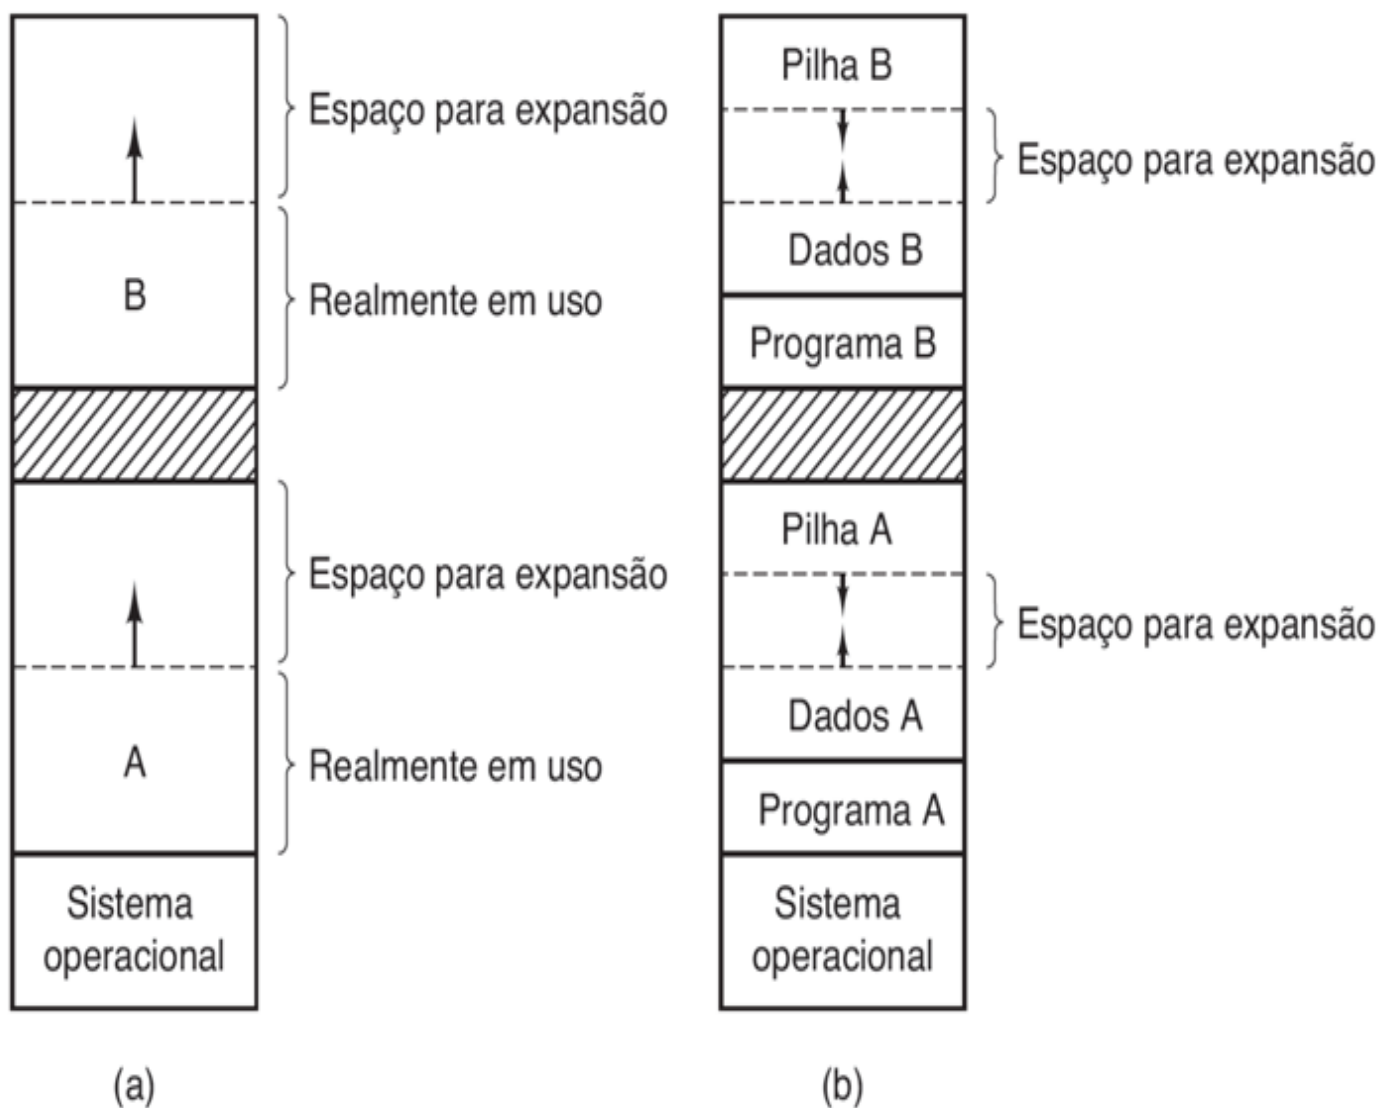 Espaço para expansão
B
Realmente em uso
Espaço para expansão
A
Realmente em uso
Sistema
operacional
(a)
Pilha B
Espaço para expansão
Dados B
Programa B
Pilha A
Espaço para expansão
Dados A
Programa A
Sistema
operacional
(b)